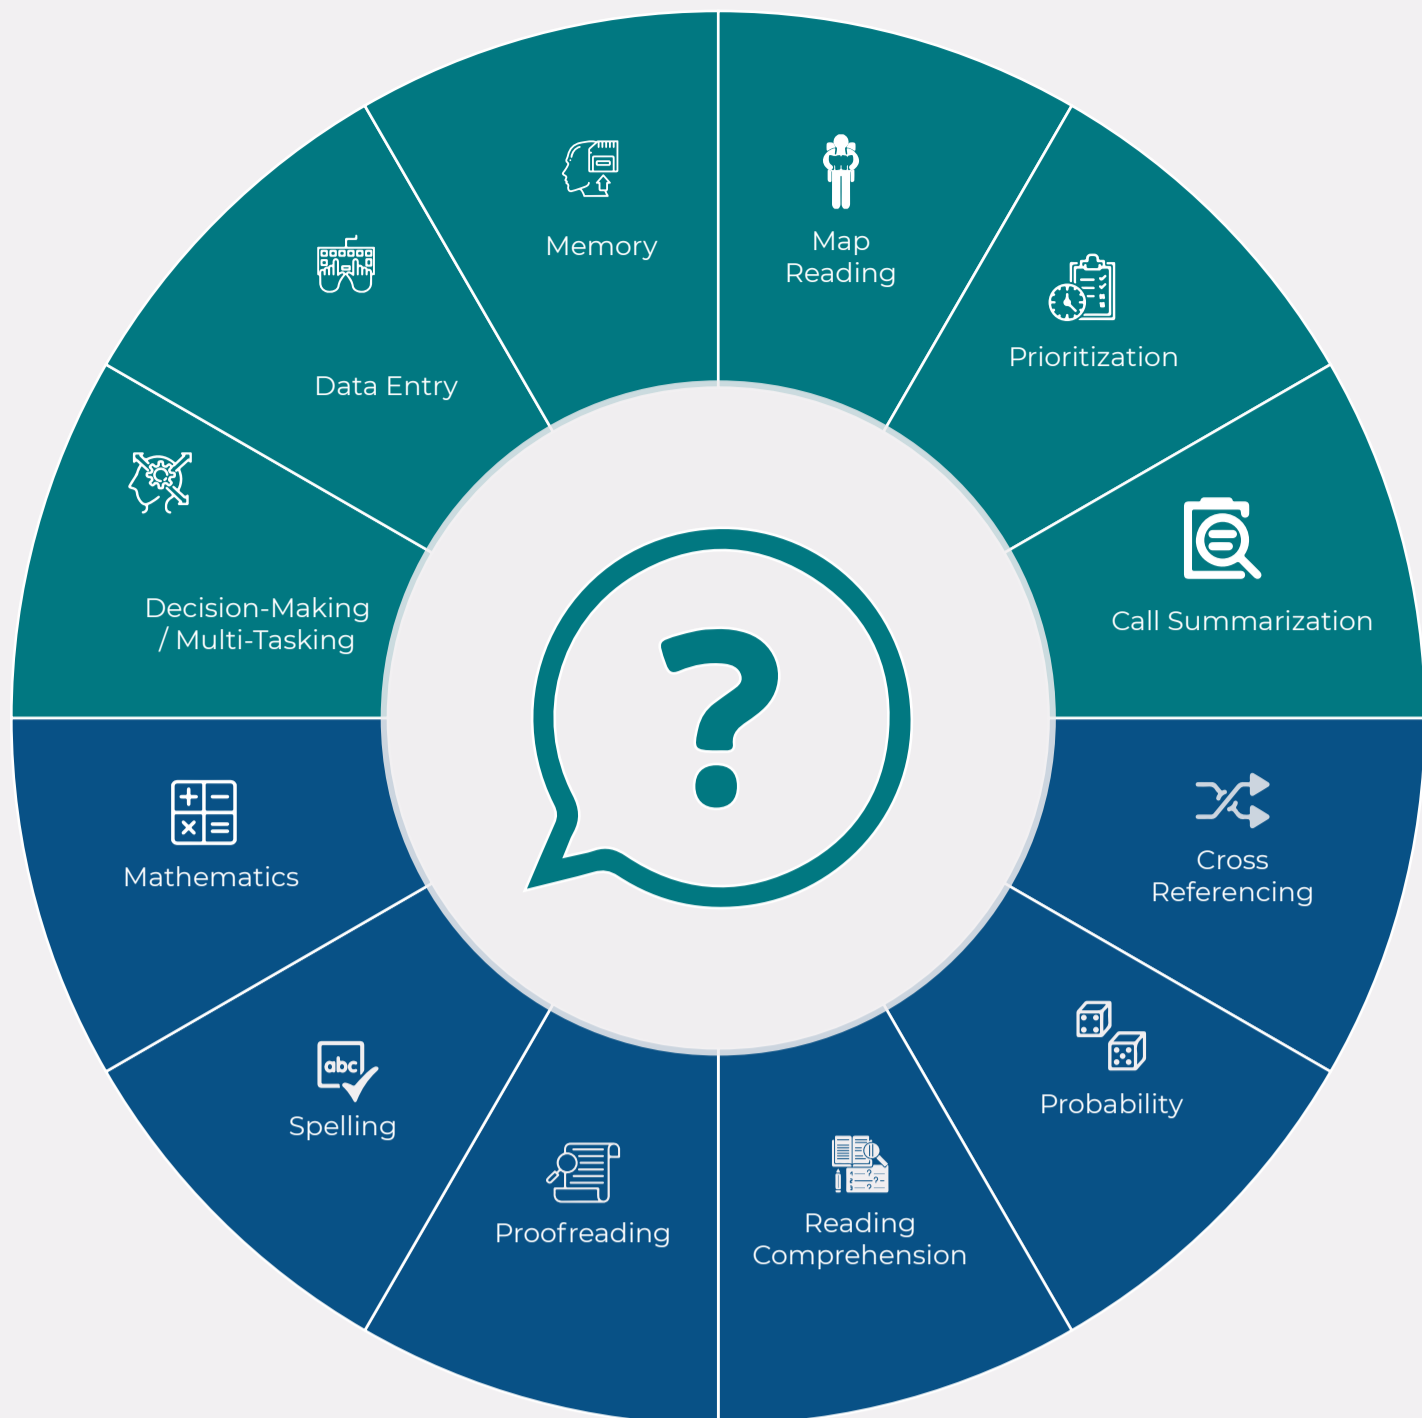 Memory
Map
Reading
Data Entry
Prioritization
Decision-Making
/ Multi-Tasking
Call Summarization
Mathematics
Cross
Referencing
abc
Spelling
Probability
Proofreading
Reading
Comprehension
?